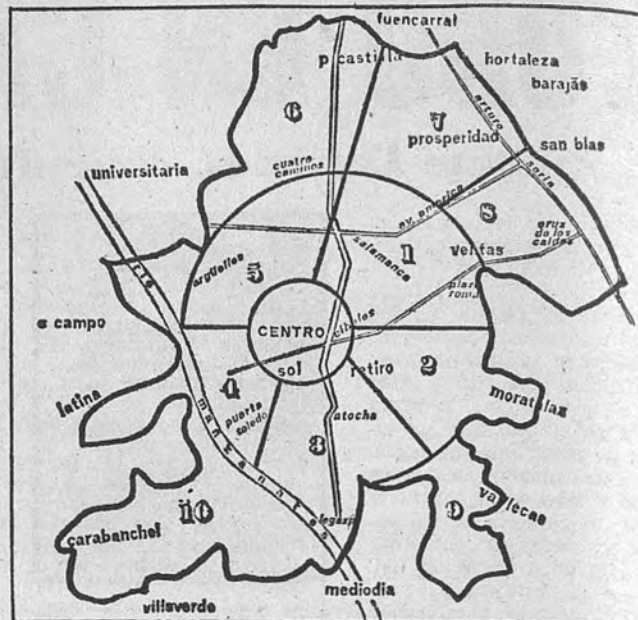 fuencarral
p castilla
hortaleza
barajas
6
7
arturo
soria
prosperidad
san blas
cuatro
caminos
universitaria
av. america
8
cruz
de los
caidos
salamanca
1
ventas
argüelles
5
plaza
roma
rio
manzanares
CENTRO
cibeles
c campo
sol
retiro
2
4
latina
puerta
toledo
atocha
moratalaz
3
10
9
vallecas
legazpi
carabanchel
mediodia
villaverde